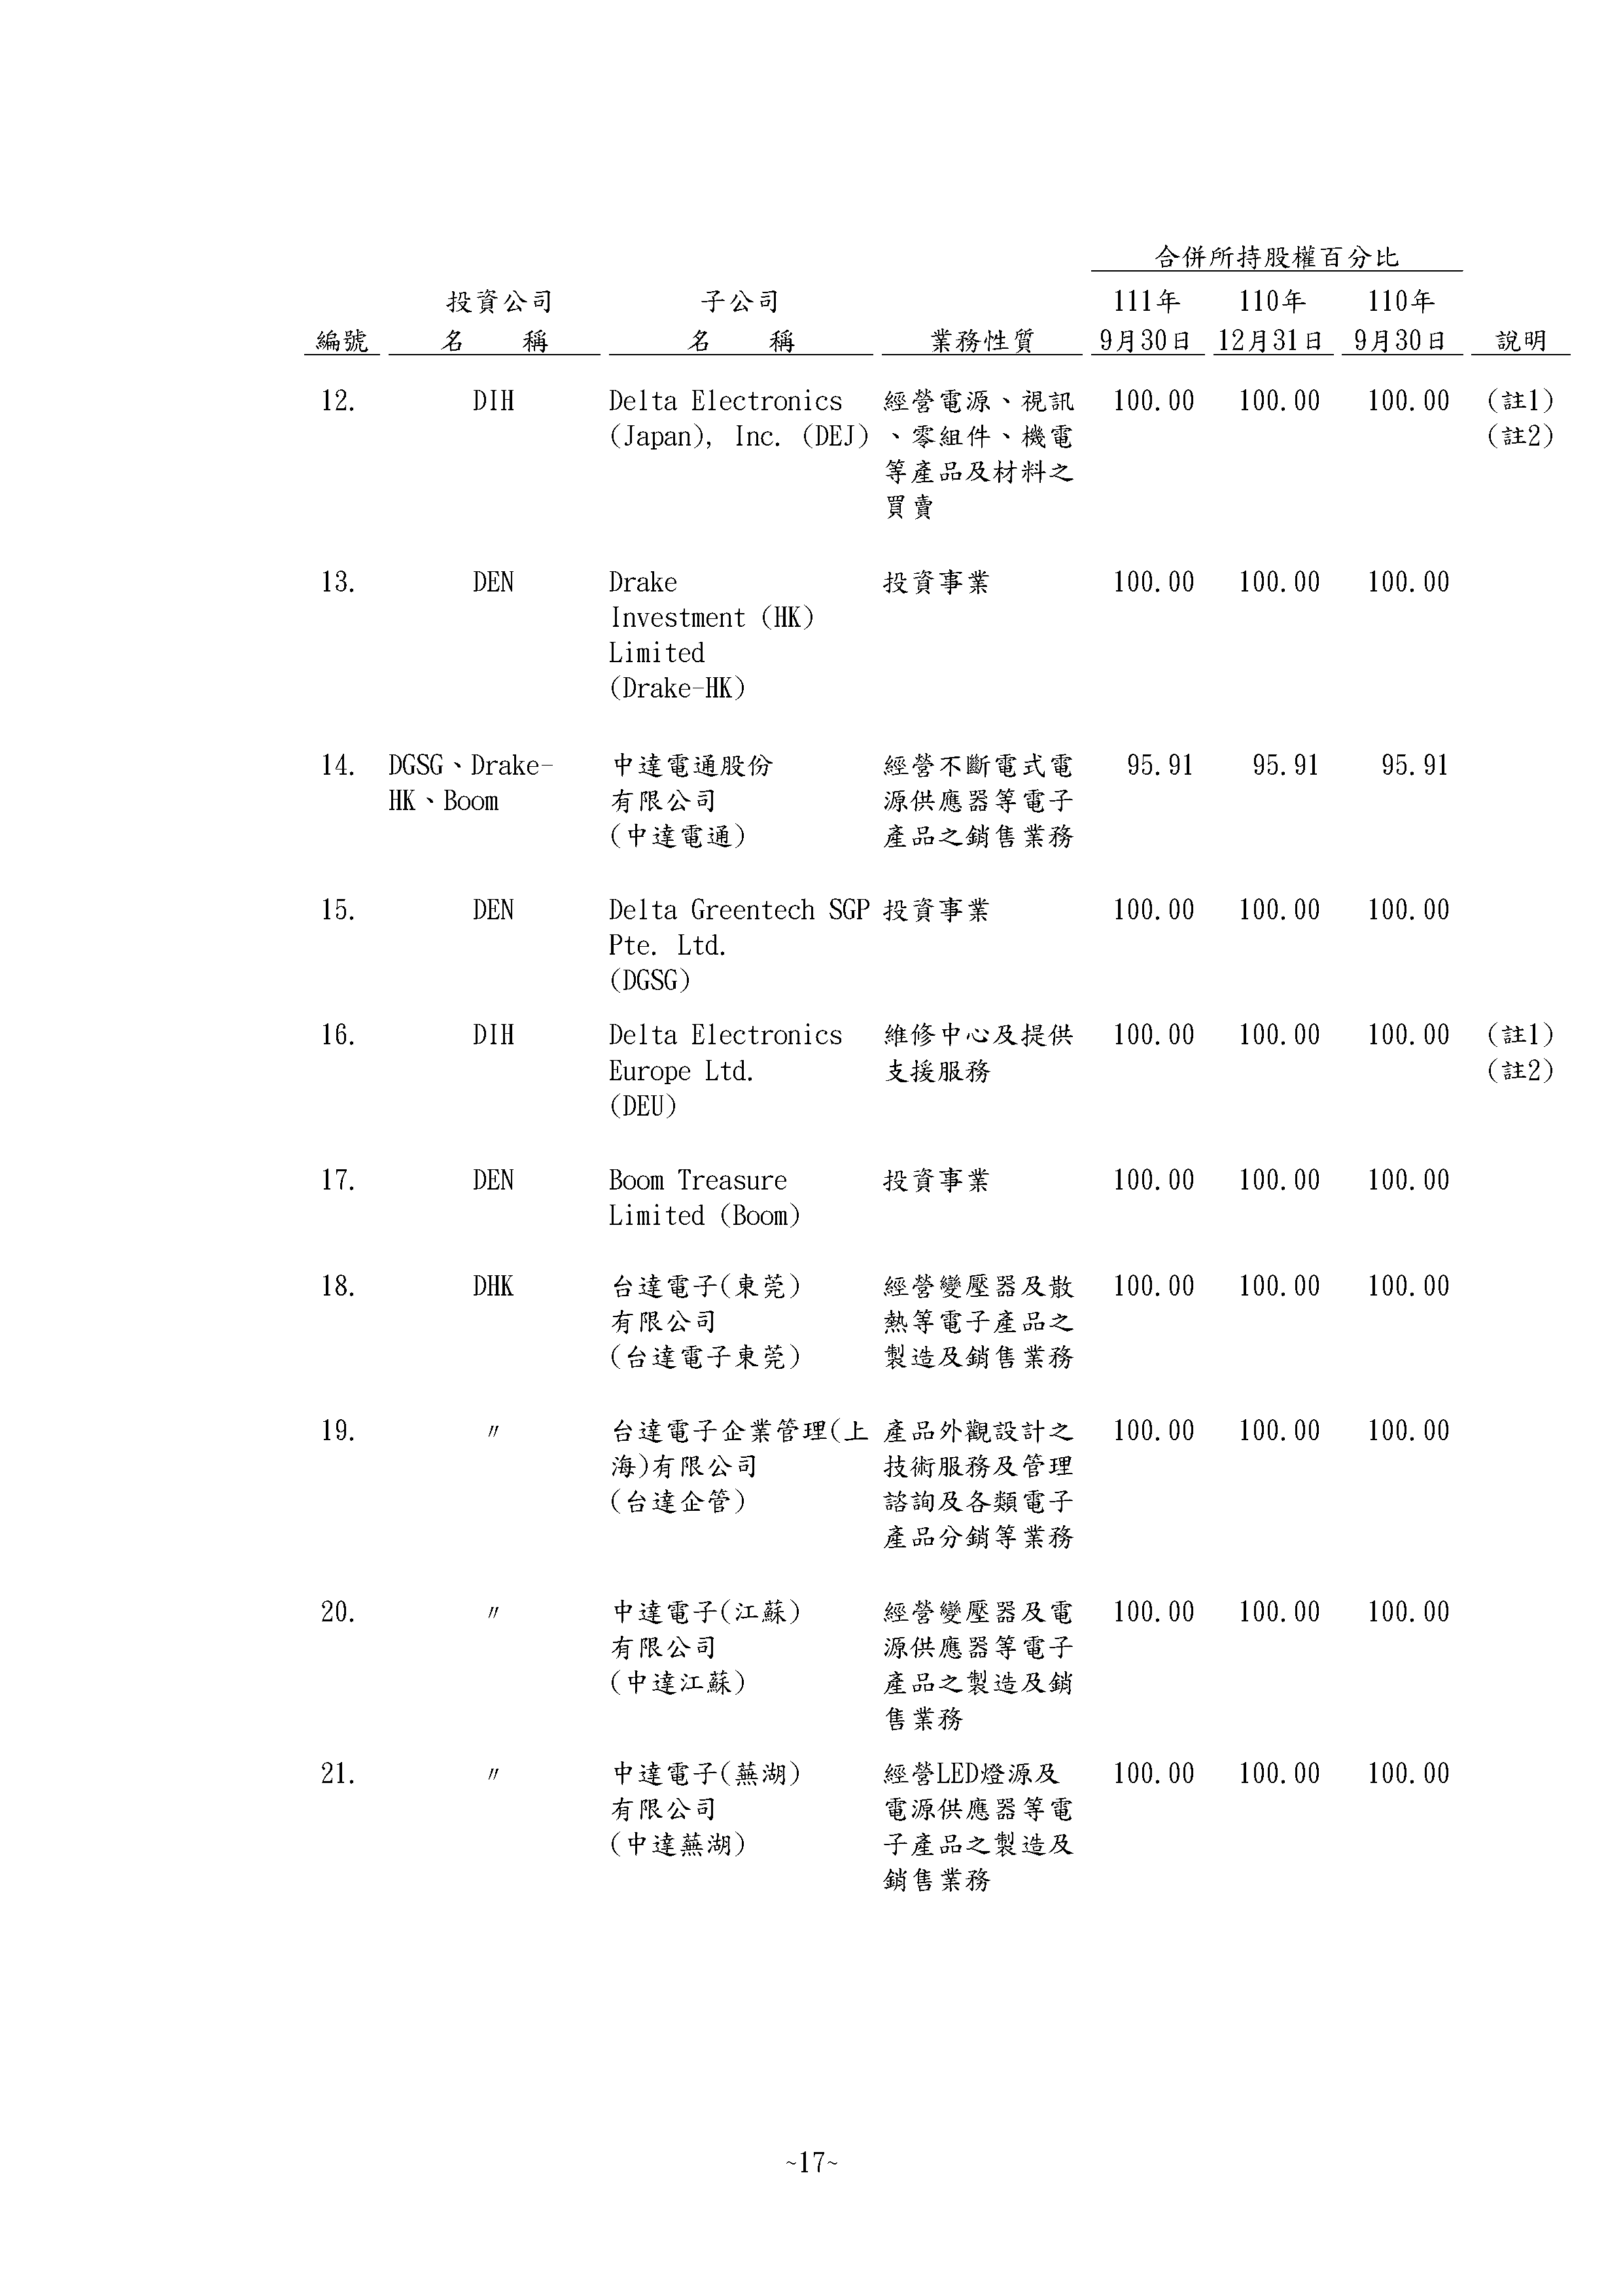 合併所持股權百分比
投資公司 子公司 111年 110年 110年
編號 名 稱 名 稱 業務性質 9月30日 12月31日 9月30日 說明
12. DIH Delta Electronics 經營電源、視訊 100.00 100.00 100.00 (註1)
(Japan), Inc. (DEJ) 、零組件、機電 (註2)
等產品及材料之
買賣
13. DEN Drake 投資事業 100.00 100.00 100.00
Investment (HK)
Limited
(Drake-HK)
14. DGSG、Drake- 中達電通股份 經營不斷電式電 95.91 95.91 95.91
HK、Boom 有限公司 源供應器等電子
(中達電通) 產品之銷售業務
15. DEN Delta Greentech SGP 投資事業 100.00 100.00 100.00
Pte. Ltd.
(DGSG)
16. DIH Delta Electronics 維修中心及提供 100.00 100.00 100.00 (註1)
Europe Ltd. 支援服務 (註2)
(DEU)
17. DEN Boom Treasure 投資事業 100.00 100.00 100.00
Limited (Boom)
18. DHK 台達電子(東莞) 經營變壓器及散 100.00 100.00 100.00
有限公司 熱等電子產品之
(台達電子東莞) 製造及銷售業務
19. 〃 台達電子企業管理(上 產品外觀設計之 100.00 100.00 100.00
海)有限公司 技術服務及管理
(台達企管) 諮詢及各類電子
產品分銷等業務
20. 〃 中達電子(江蘇) 經營變壓器及電 100.00 100.00 100.00
有限公司 源供應器等電子
(中達江蘇) 產品之製造及銷
售業務
21. 〃 中達電子(蕪湖) 經營LED燈源及 100.00 100.00 100.00
有限公司 電源供應器等電
(中達蕪湖) 子產品之製造及
銷售業務
~17~